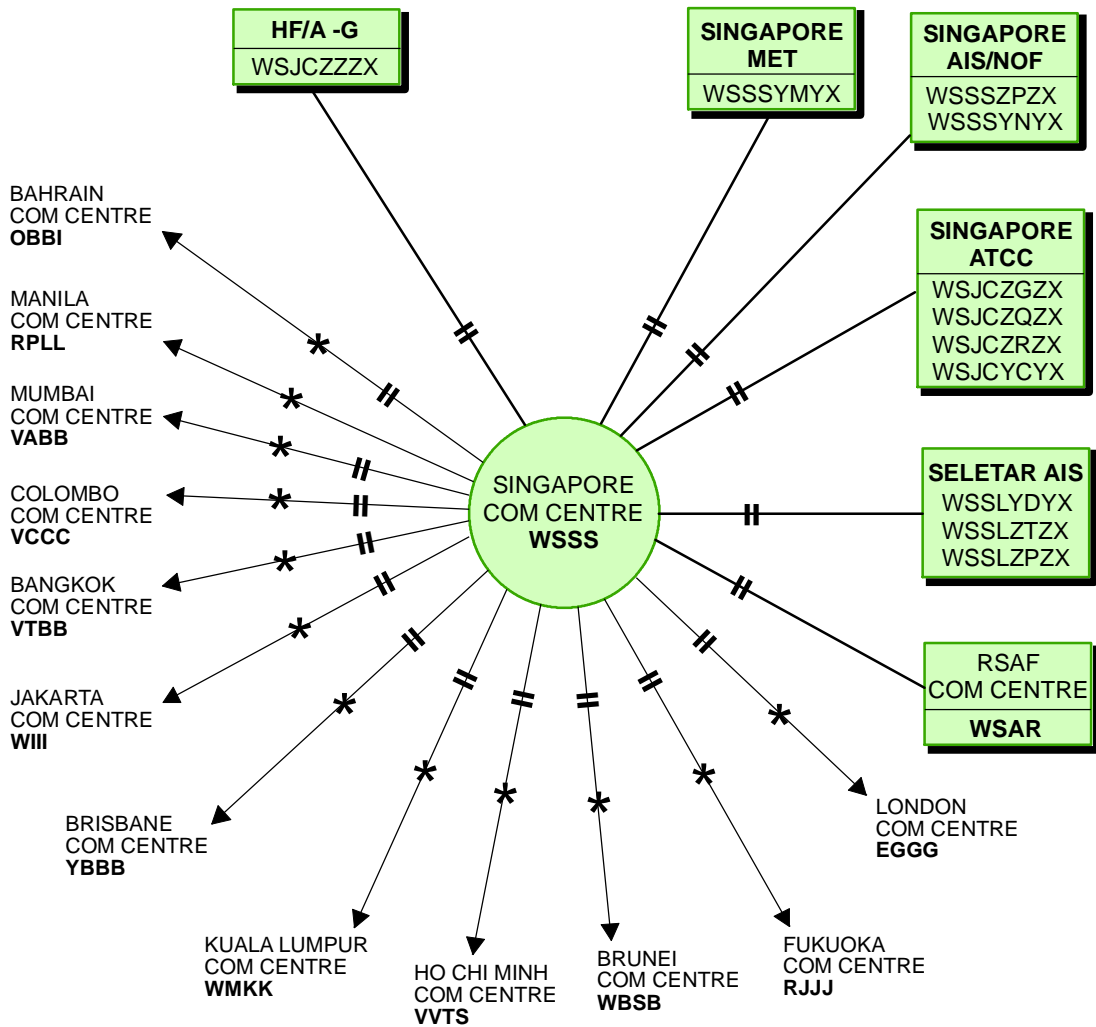 HF/A -G
WSJCZZZX
SINGAPORE
MET
WSSSYMYX
SINGAPORE
AIS/NOF
WSSSZPZX
WSSSYNYX
BAHRAIN
COM CENTRE
OBBI
MANILA
COM CENTRE
RPLL
MUMBAI
COM CENTRE
VABB
COLOMBO
COM CENTRE
VCCC
BANGKOK
COM CENTRE
VTBB
JAKARTA
COM CENTRE
WIII
BRISBANE
COM CENTRE
YBBB
KUALA LUMPUR
COM CENTRE
WMKK
HO CHI MINH
COM CENTRE
VVTS
BRUNEI
COM CENTRE
WBSB
FUKUOKA
COM CENTRE
RJJJ
LONDON
COM CENTRE
EGGG
SINGAPORE
COM CENTRE
WSSS
SINGAPORE
ATCC
WSJCZGZX
WSJCZQZX
WSJCZRZX
WSJCYCYX
SELETAR AIS
WSSLYDYX
WSSLZTZX
WSSLZPZX
RSAF
COM CENTRE
WSAR